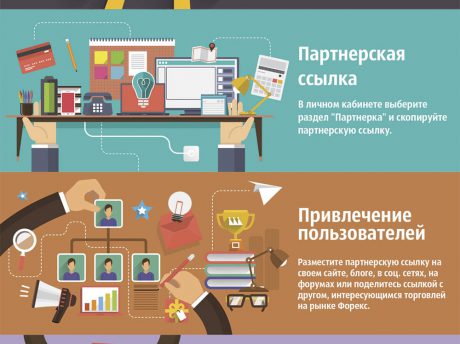 Партнерская
ссылка
В личном кабинете выберите
раздел "Партнерка" и скопируйте
партнерскую ссылку.
Привлечение
пользователей
Разместите партнерскую ссылку на
своем сайте, блоге, в соц. сетях, на
форумах или поделитесь ссылкой с
другом, интересующимся торговлей
на рынке Форекс.